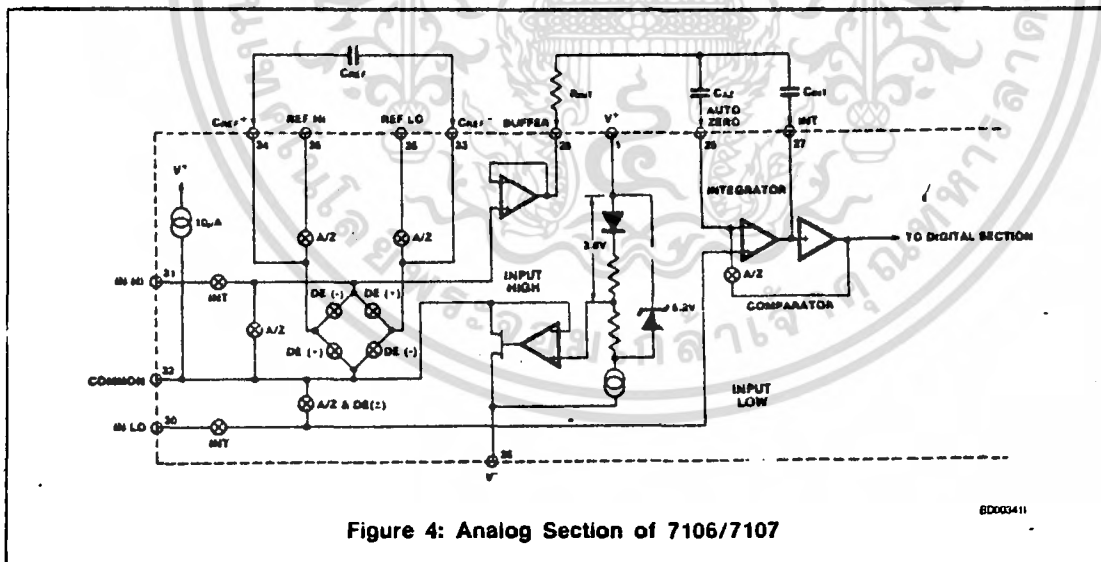 CREF
RINT
CAZ
CINT
CREF+
REF HI
REF LO
CREF-
BUFFER
V+
AUTO
ZERO
INT
34
36
35
33
28
1
29
27
V+
10µA
INTEGRATOR
TO DIGITAL SECTION
A/Z
A/Z
2.8V
IN HI
31
INT
INPUT
HIGH
A/Z
COMPARATOR
DE (-)
DE (+)
6.2V
A/Z
DE (+)
DE (-)
COMMON
32
A/Z & DE(±)
INPUT
LOW
IN LO
30
INT
26
V-
BD003411
Figure 4: Analog Section of 7106/7107